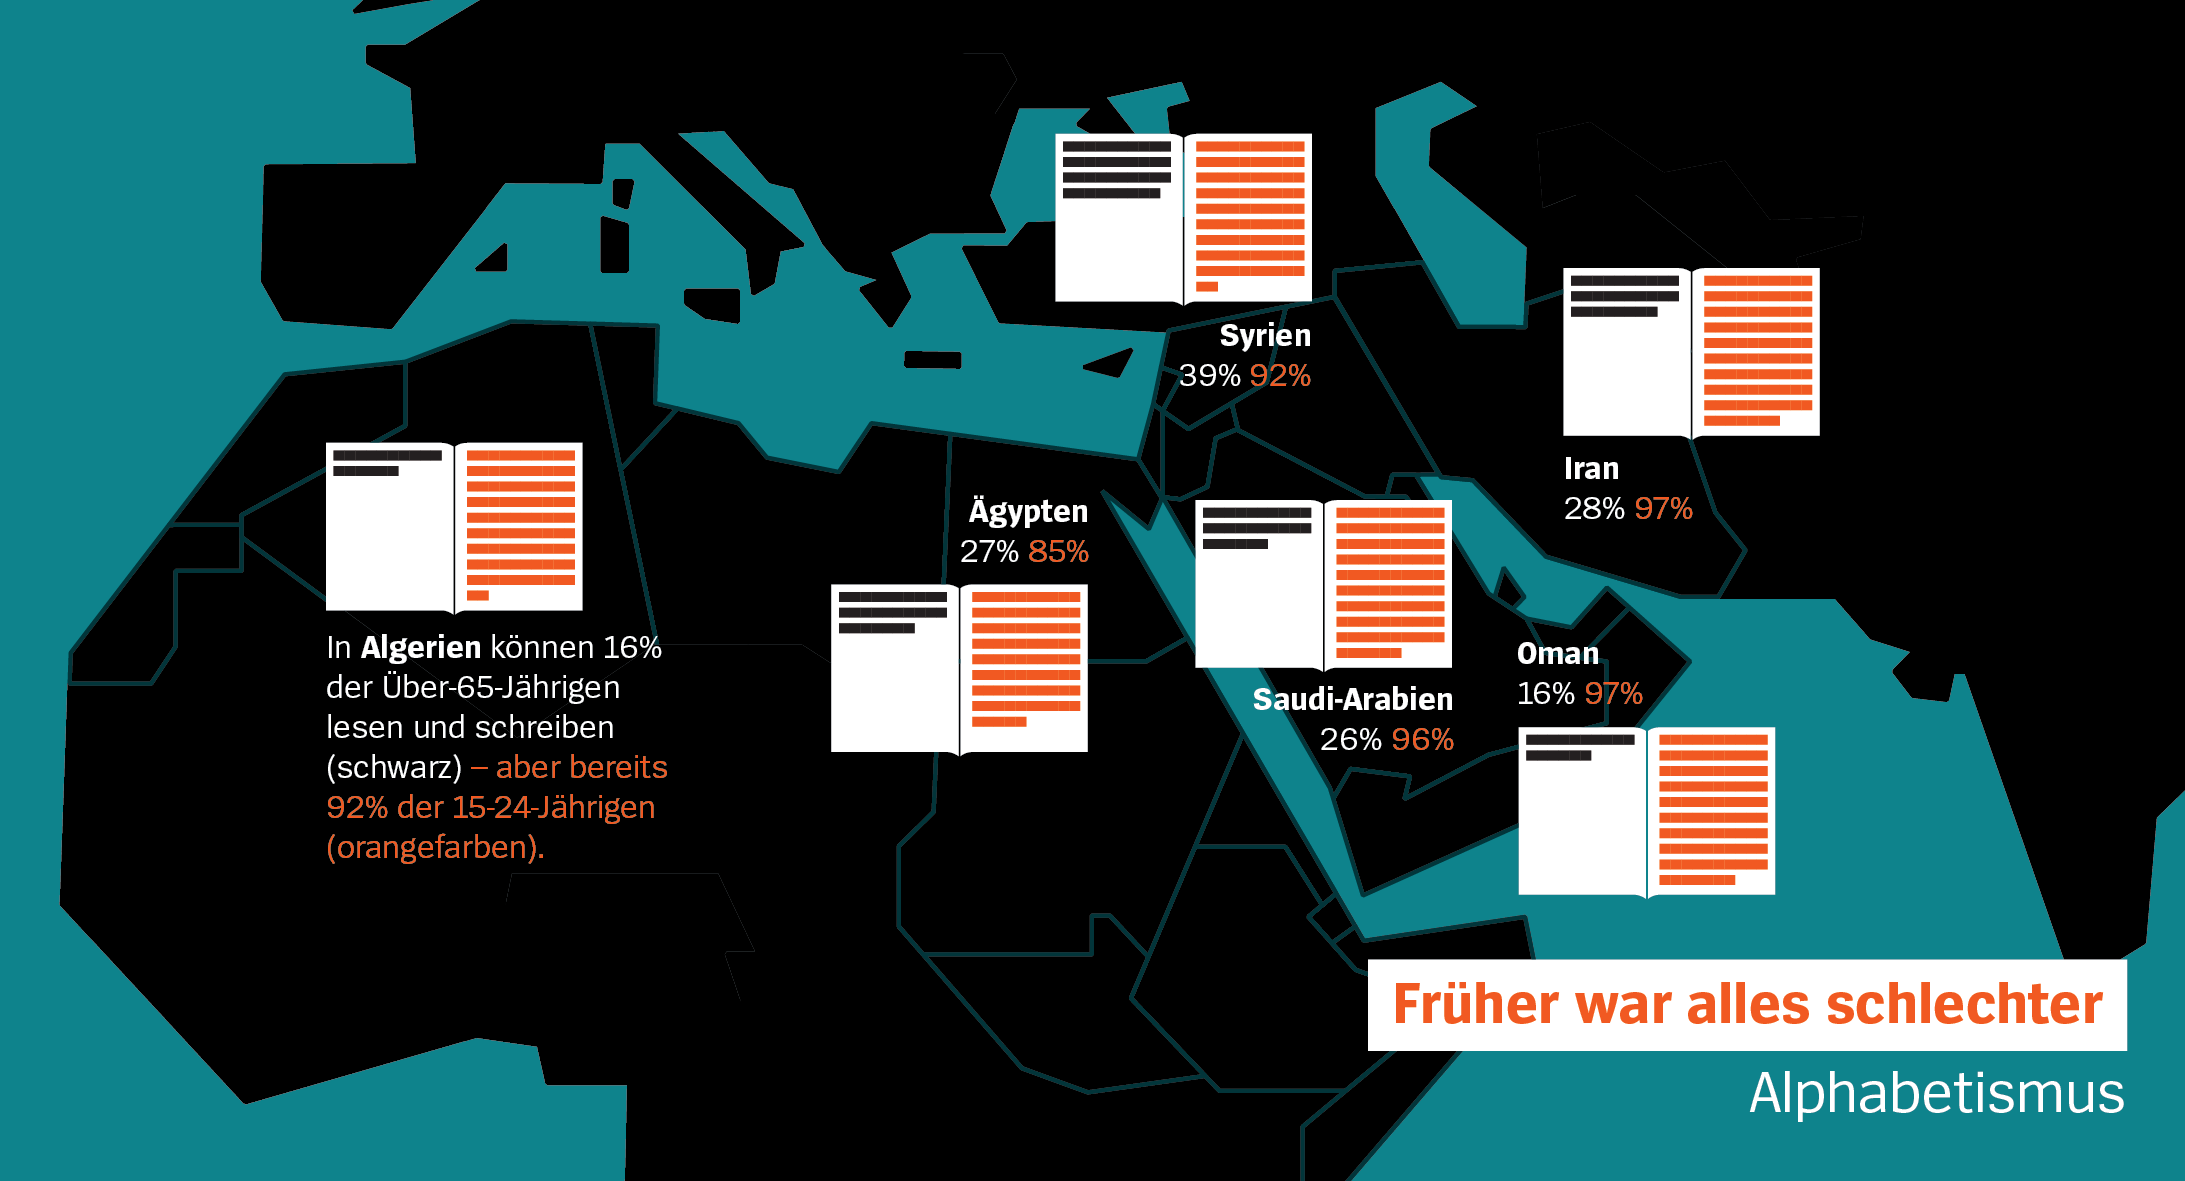 Syrien
39% 92%
Iran
28% 97%
Ägypten
27% 85%
In Algerien können 16%
der Über-65-Jährigen
lesen und schreiben
(schwarz) – aber bereits
92% der 15-24-Jährigen
(orangefarben).
Saudi-Arabien
26% 96%
Oman
16% 97%
Früher war alles schlechter
Alphabetismus